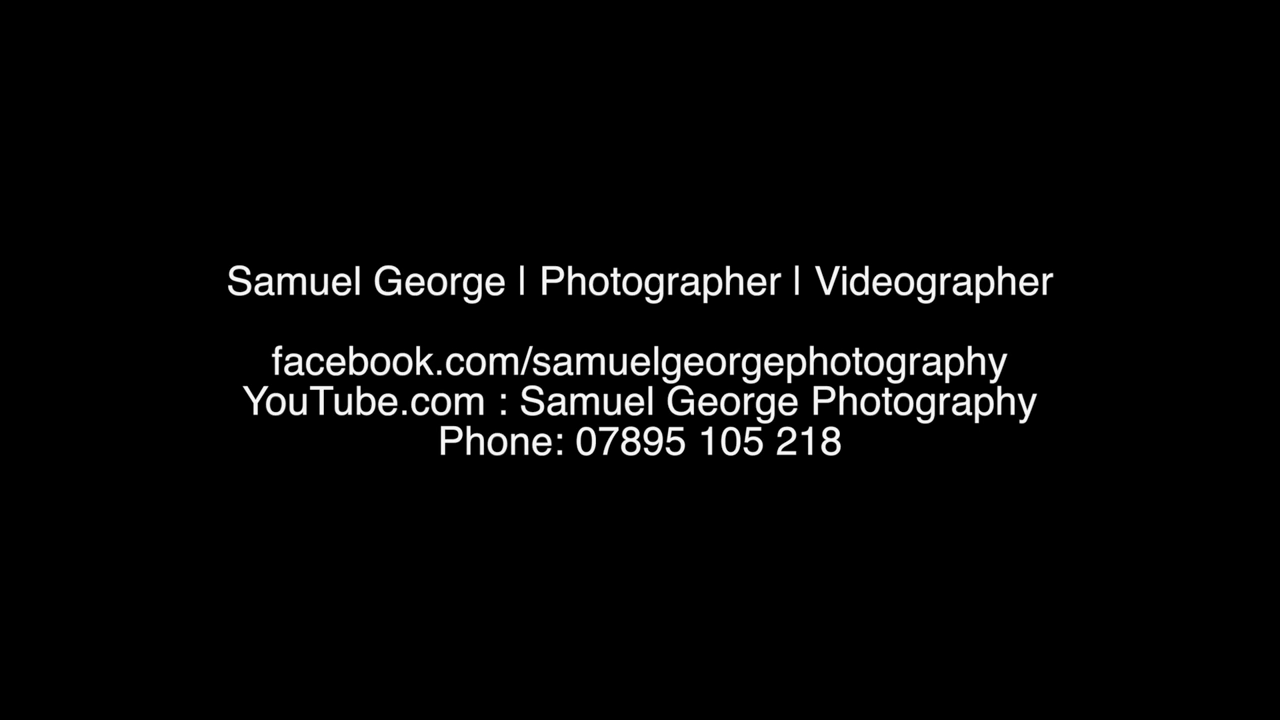 Samuel George | Photographer | Videographer
facebook.com/samuelgeorgephotography
YouTube.com : Samuel George Photography
Phone: 07895 105 218